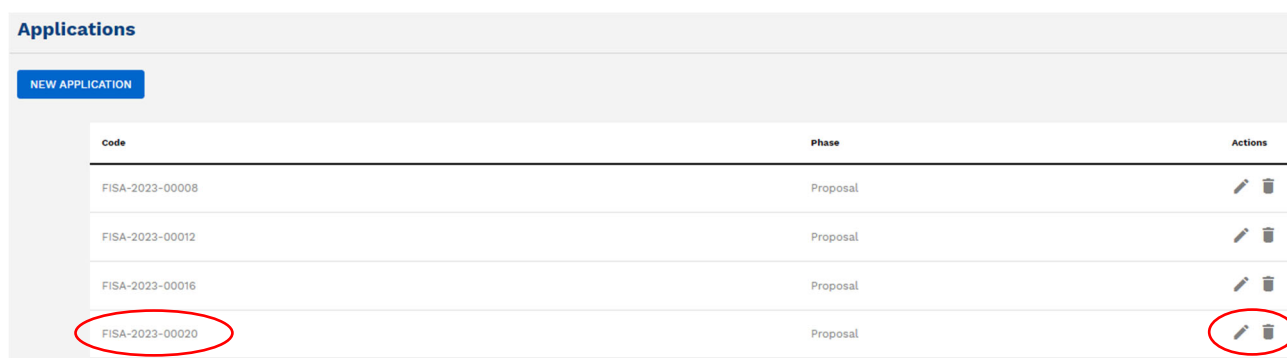 Applications
NEW APPLICATION
Code Phase Actions
FISA-2023-00008 Proposal
FISA-2023-00012 Proposal
FISA-2023-00016 Proposal
FISA-2023-00020 Proposal